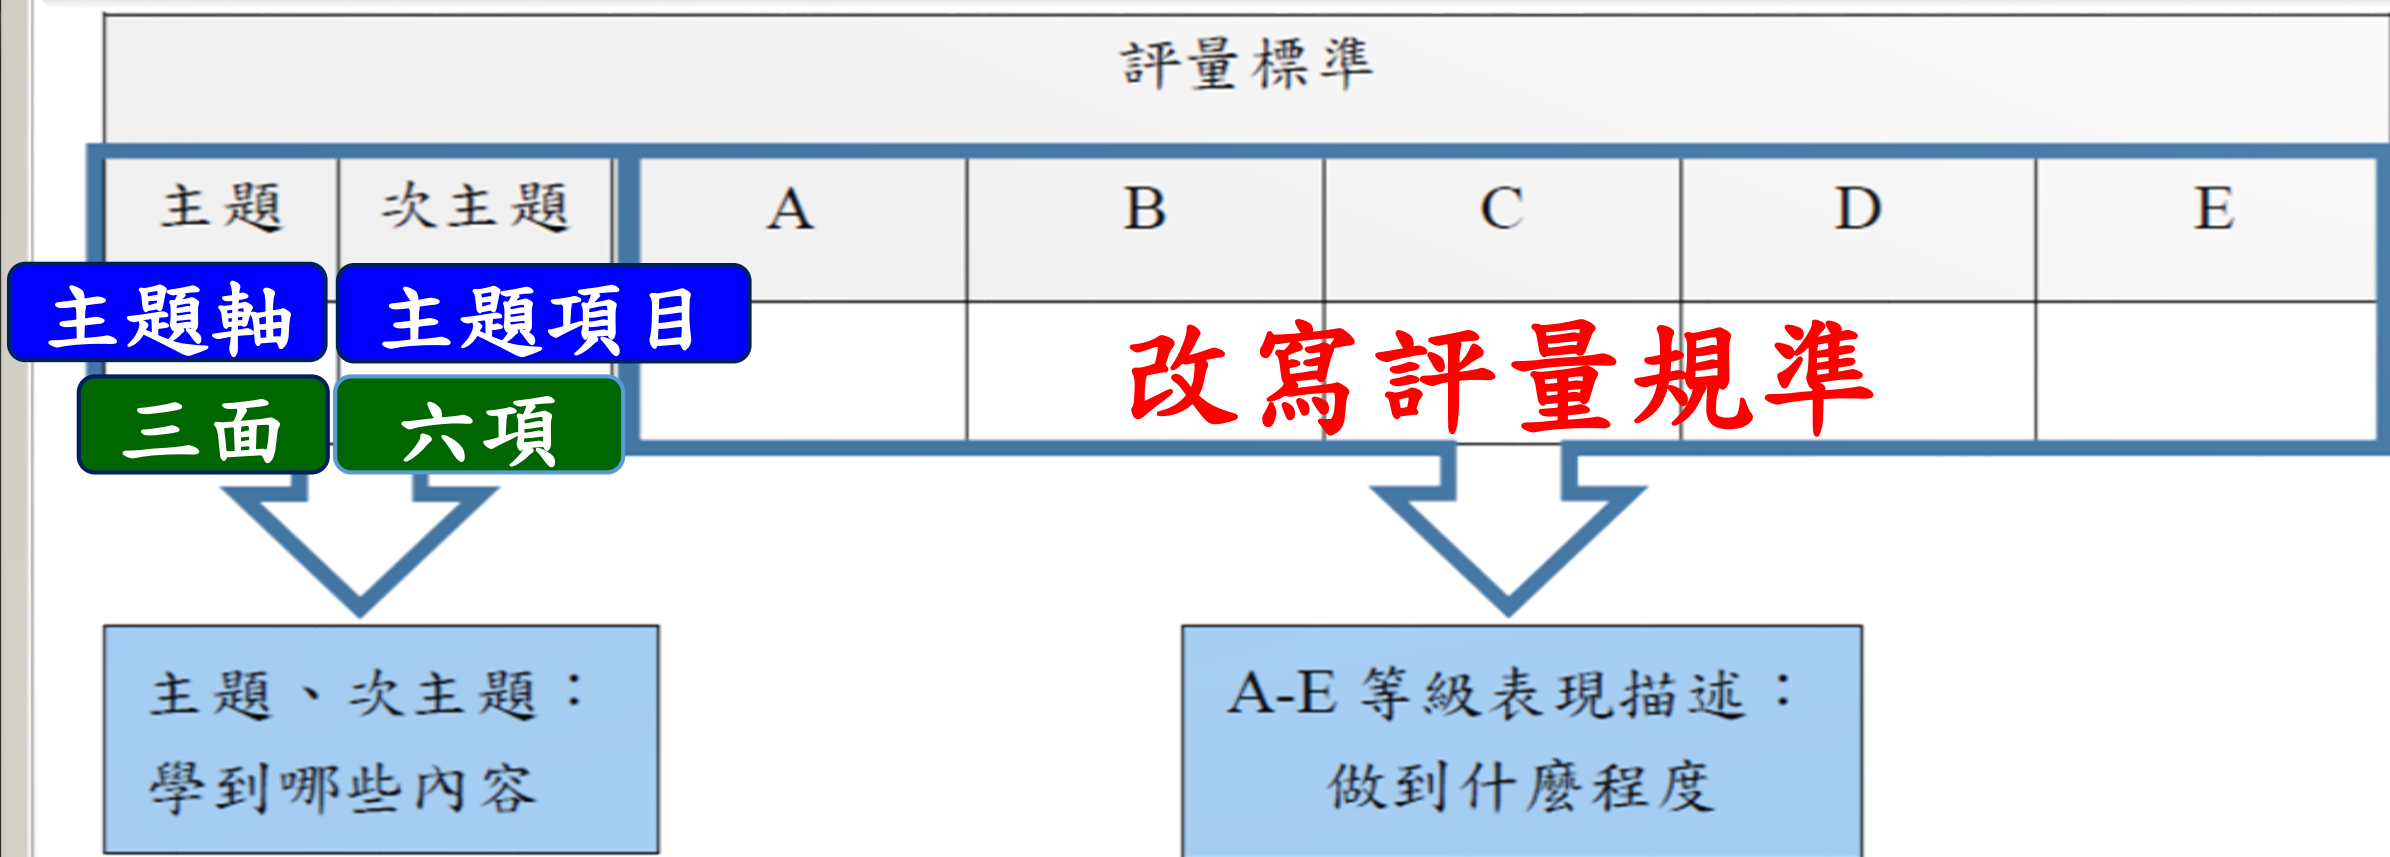 評量標準
主題 次主題 A B C D E
主題軸 主題項目
改寫評量規準
三面 六項
主題、次主題：
學到哪些內容
A-E 等級表現描述：
做到什麼程度